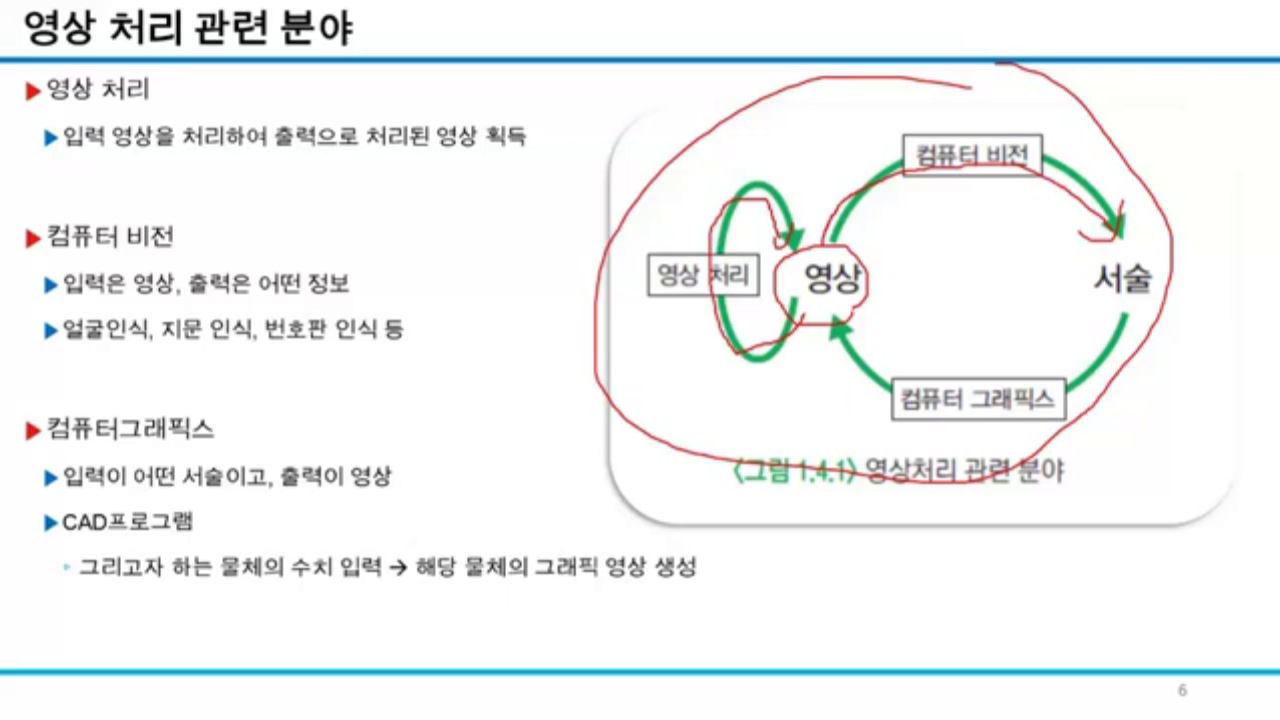 영상 처리 관련 분야
영상 처리
입력 영상을 처리하여 출력으로 처리된 영상 획득
컴퓨터 비전
입력은 영상, 출력은 어떤 정보
얼굴인식, 지문 인식, 번호판 인식 등
컴퓨터그래픽스
입력이 어떤 서술이고, 출력이 영상
CAD프로그램
그리고자 하는 물체의 수치 입력 → 해당 물체의 그래픽 영상 생성
컴퓨터 비전
영상 처리
영상
서술
컴퓨터 그래픽스
〈그림 1.4.1〉 영상처리 관련 분야
6